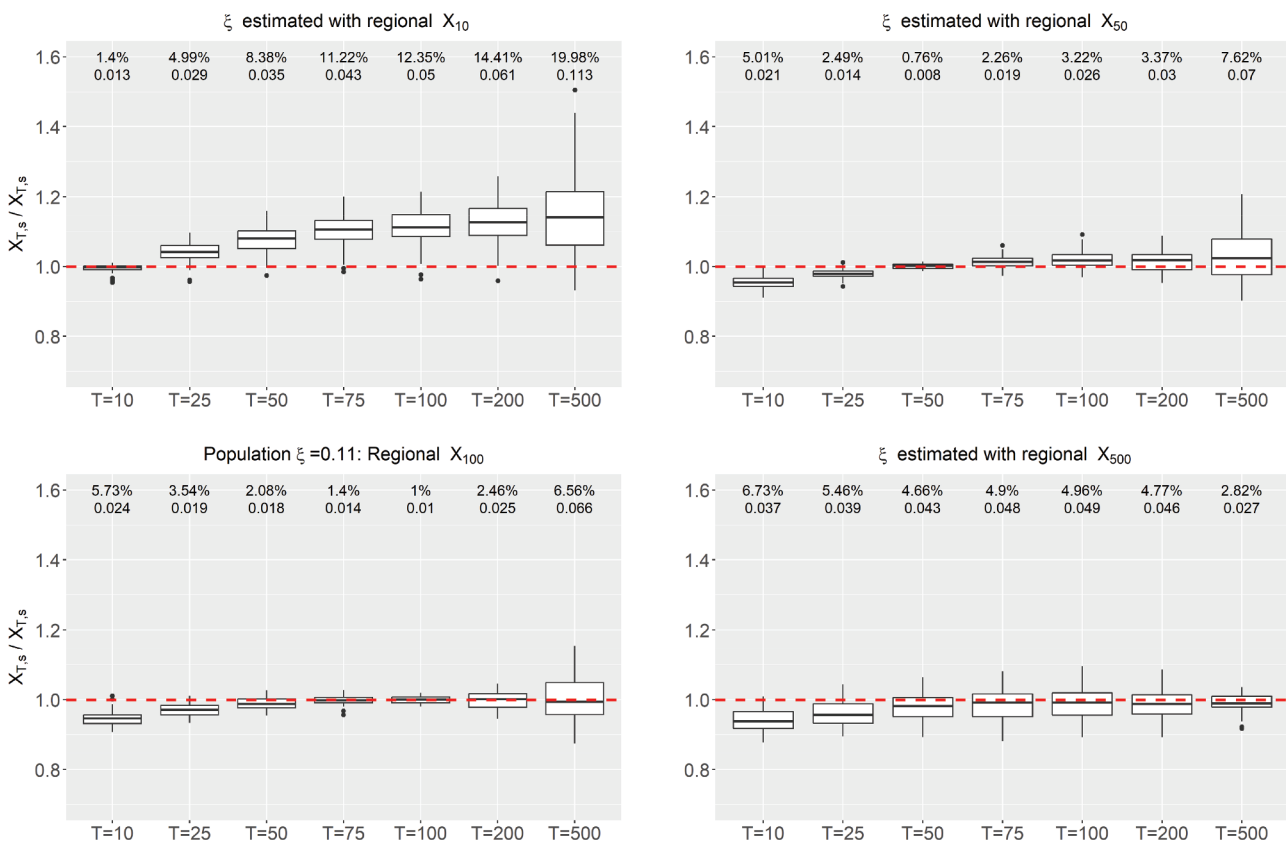 ξ estimated with regional X10
1.4% 4.99% 8.38% 11.22% 12.35% 14.41% 19.98%
0.013 0.029 0.035 0.043 0.05 0.061 0.113
1.6
1.4
1.2
1.0
0.8
XT,s / XT,s
T=10 T=25 T=50 T=75 T=100 T=200 T=500
ξ estimated with regional X50
5.01% 2.49% 0.76% 2.26% 3.22% 3.37% 7.62%
0.021 0.014 0.008 0.019 0.026 0.03 0.07
1.6
1.4
1.2
1.0
0.8
T=10 T=25 T=50 T=75 T=100 T=200 T=500
Population ξ =0.11: Regional X100
5.73% 3.54% 2.08% 1.4% 1% 2.46% 6.56%
0.024 0.019 0.018 0.014 0.01 0.025 0.066
1.6
1.4
1.2
1.0
0.8
XT,s / XT,s
T=10 T=25 T=50 T=75 T=100 T=200 T=500
ξ estimated with regional X500
6.73% 5.46% 4.66% 4.9% 4.96% 4.77% 2.82%
0.037 0.039 0.043 0.048 0.049 0.046 0.027
1.6
1.4
1.2
1.0
0.8
T=10 T=25 T=50 T=75 T=100 T=200 T=500